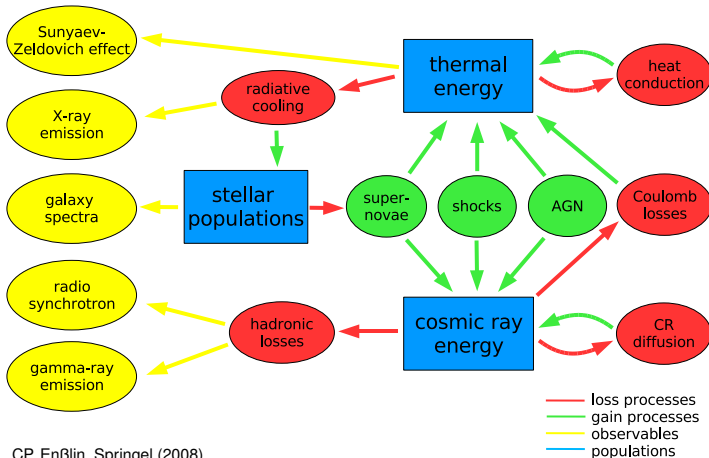 Sunyaev-
Zeldovich effect
thermal
energy
heat
conduction
radiative
cooling
X-ray
emission
stellar
populations
galaxy
spectra
super-
novae
shocks
AGN
Coulomb
losses
radio
synchrotron
hadronic
losses
cosmic ray
energy
CR
diffusion
gamma-ray
emission
loss processes
gain processes
observables
populations
CP, Enßlin, Springel (2008)